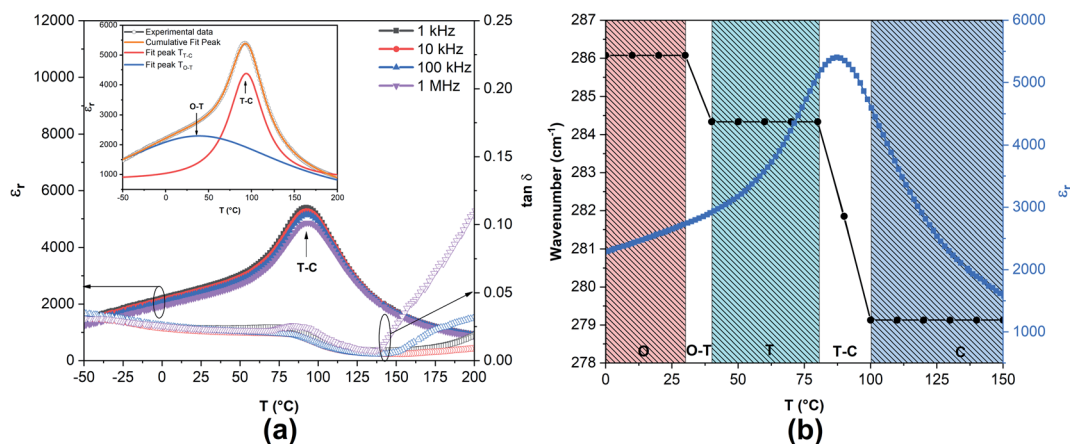 12000
10000
8000
6000
4000
2000
0
εr
0.25
0.20
0.15
0.10
0.05
0.00
tan δ
-50 -25 0 25 50 75 100 125 150 175 200
T (°C)
1 kHz
10 kHz
100 kHz
1 MHz
T-C
6000
5000
4000
3000
2000
1000
εr
Experimental data
Cumulative Fit Peak
Fit peak TT-C
Fit peak TO-T
O-T
T-C
-50 0 50 100 150 200
T (°C)
(a)
287
286
285
284
283
282
281
280
279
278
Wavenumber (cm-1)
6000
5000
4000
3000
2000
1000
εr
O O-T T T-C C
0 25 50 75 100 125 150
T (°C)
(b)